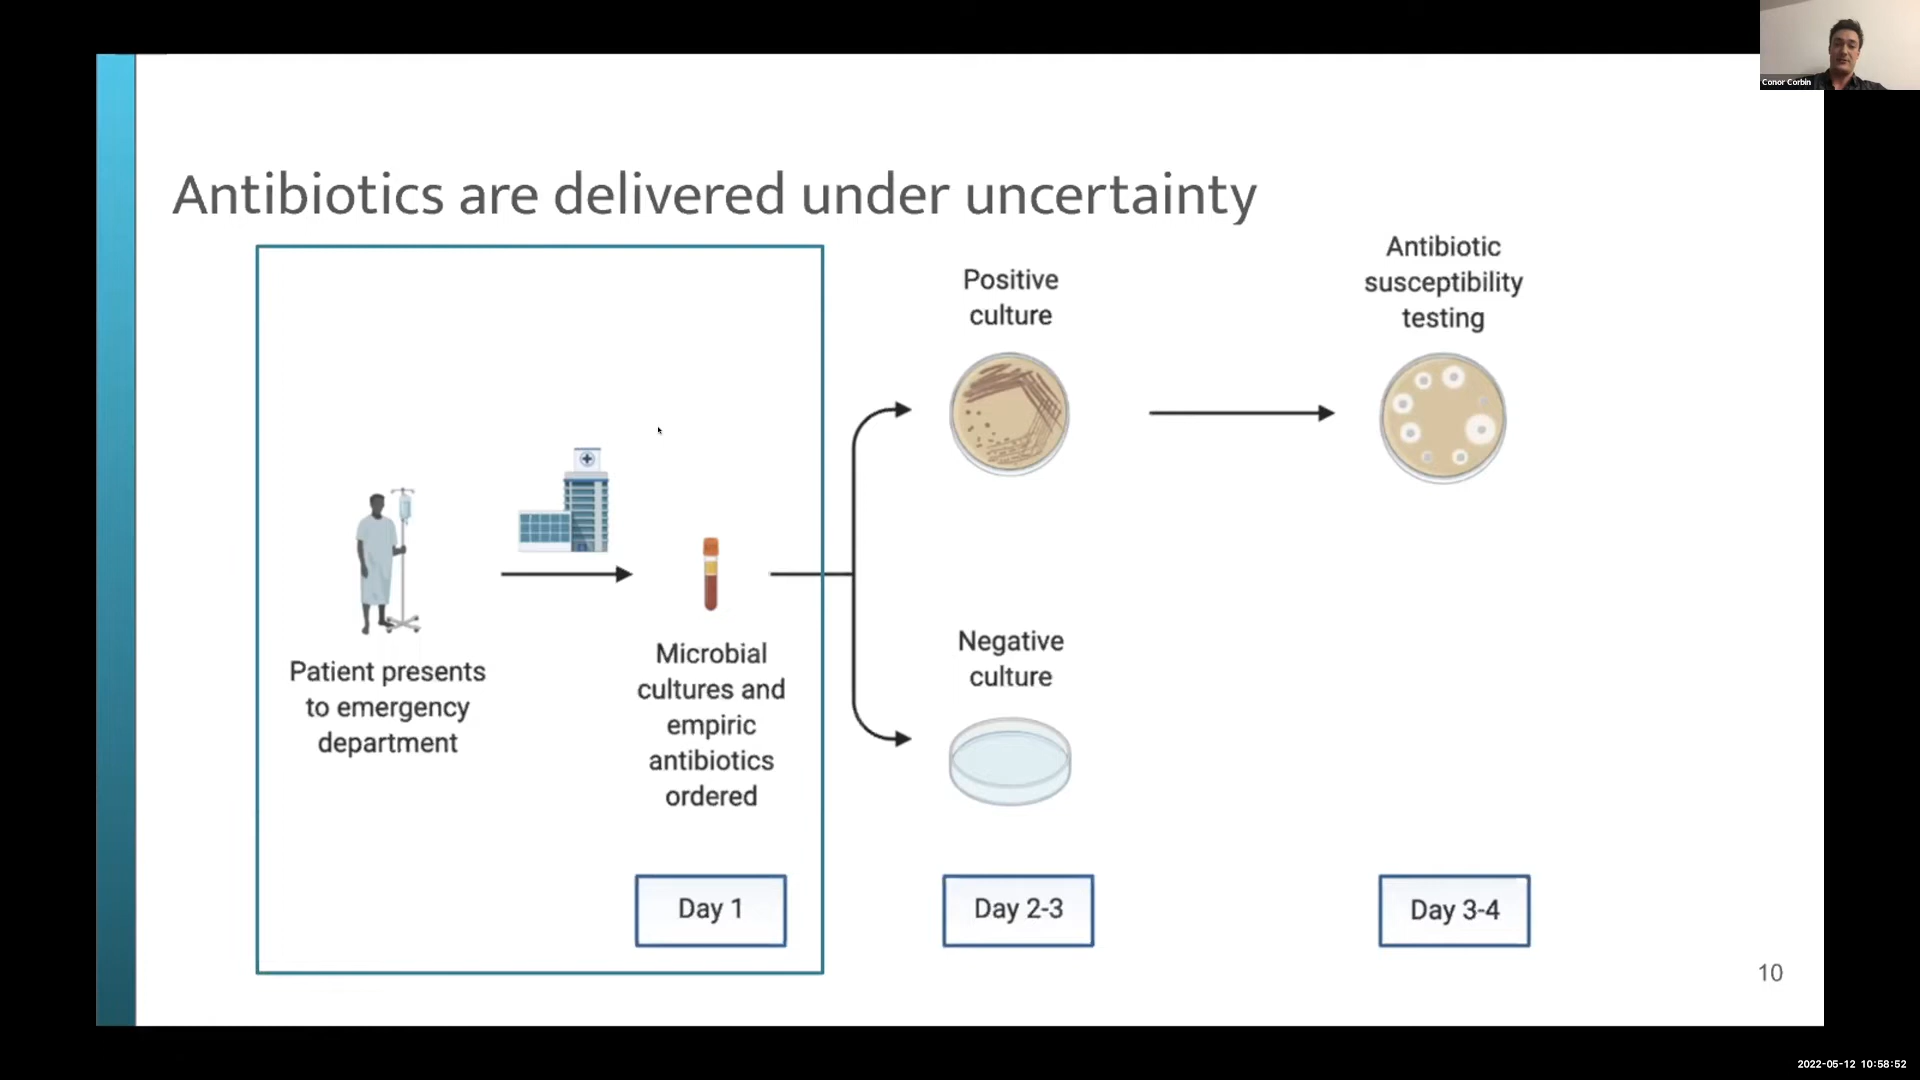 Conor Corbin
Antibiotics are delivered under uncertainty
Patient presents
to emergency
department
Microbial
cultures and
empiric
antibiotics
ordered
Day 1
Positive
culture
Negative
culture
Day 2-3
Antibiotic
susceptibility
testing
Day 3-4
10
2022-05-12 10:58:52